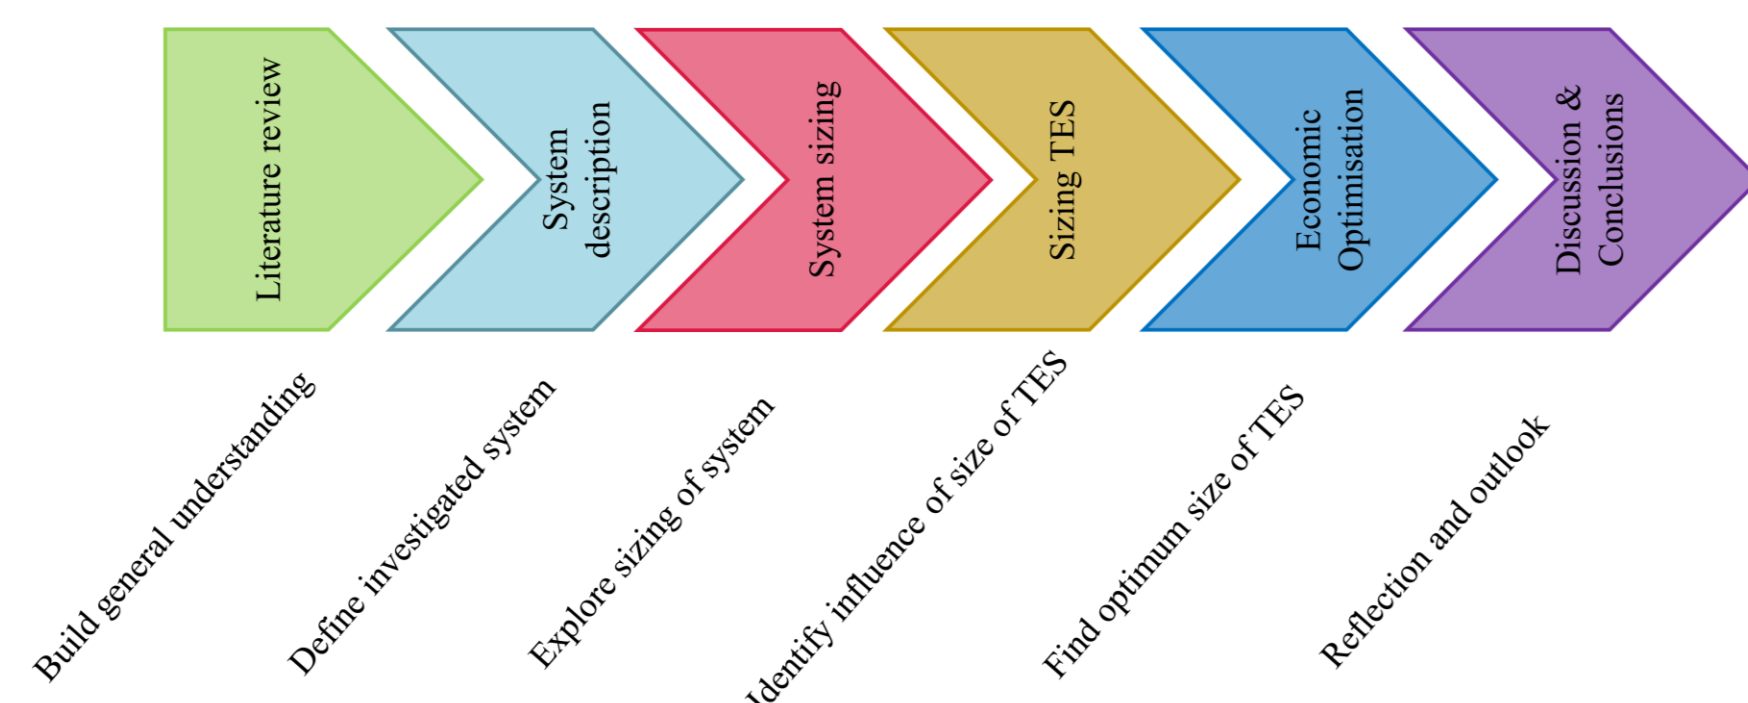 Literature review
System
description
System sizing
Sizing TES
Economic
Optimisation
Discussion &
Conclusions
Build general understanding
Define investigated system
Explore sizing of system
Identify influence of size of TES
Find optimum size of TES
Reflection and outlook